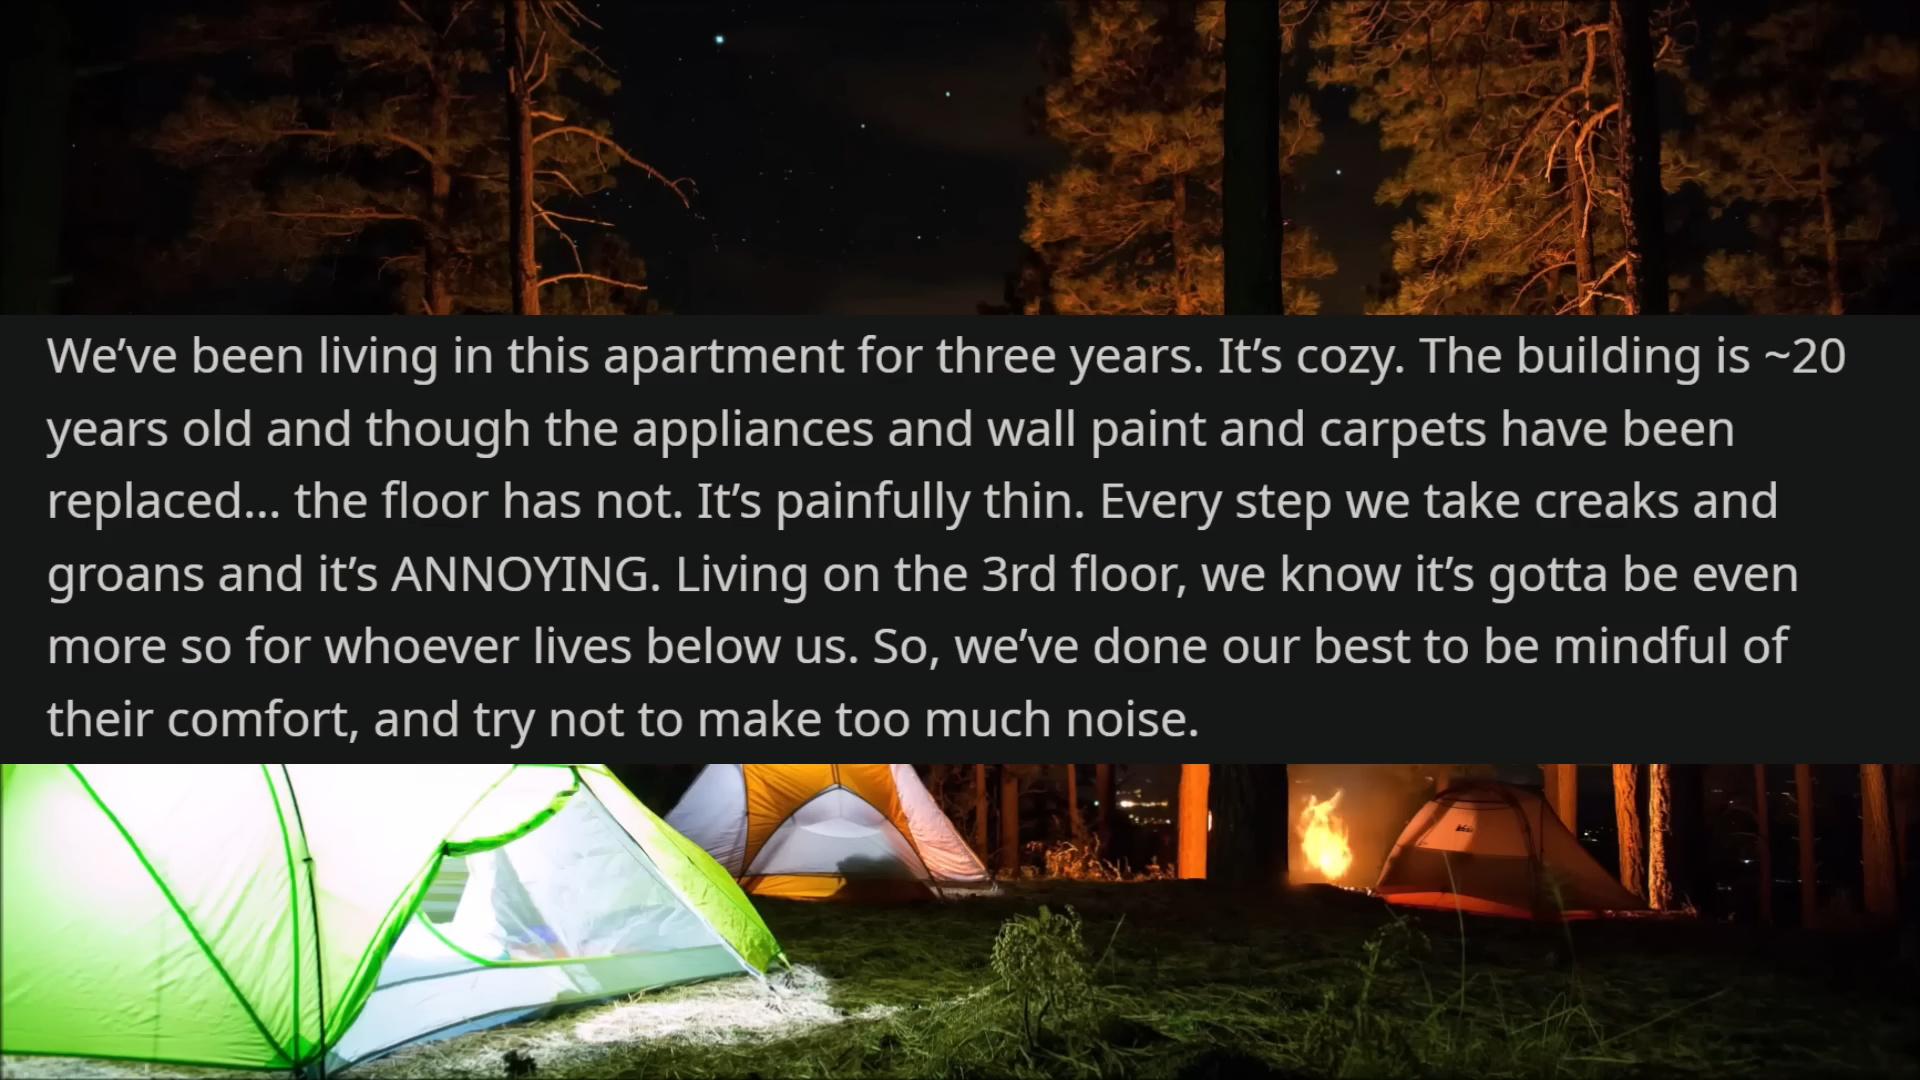 We’ve been living in this apartment for three years. It’s cozy. The building is ~20
years old and though the appliances and wall paint and carpets have been
replaced... the floor has not. It’s painfully thin. Every step we take creaks and
groans and it’s ANNOYING. Living on the 3rd floor, we know it’s gotta be even
more so for whoever lives below us. So, we’ve done our best to be mindful of
their comfort, and try not to make too much noise.
REI